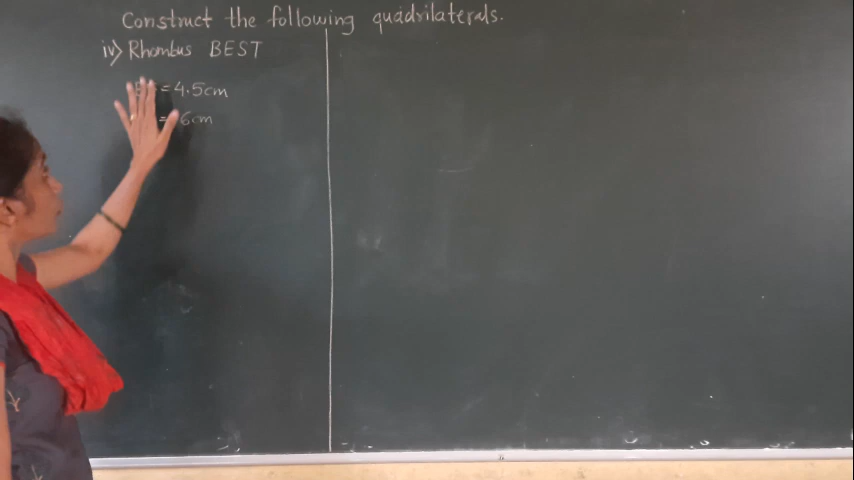 Construct the following quadrilaterals.
iv) Rhombus BEST
= 4.5cm
= 6cm